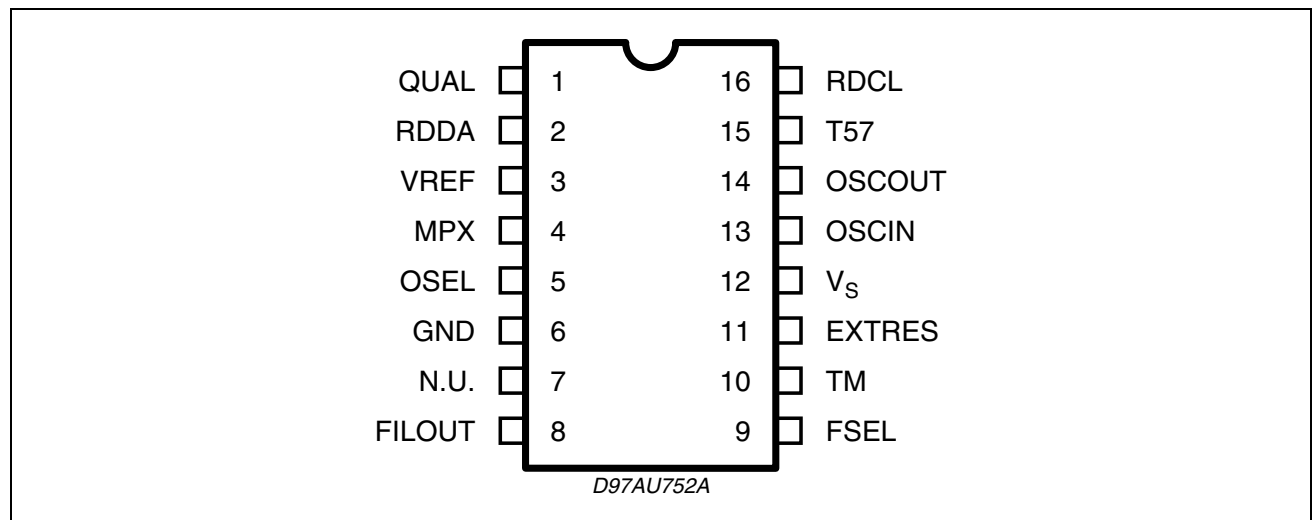 QUAL 1 16 RDCL
RDDA 2 15 T57
VREF 3 14 OSCOUT
MPX 4 13 OSCIN
OSEL 5 12 VS
GND 6 11 EXTRES
N.U. 7 10 TM
FILOUT 8 9 FSEL
D97AU752A